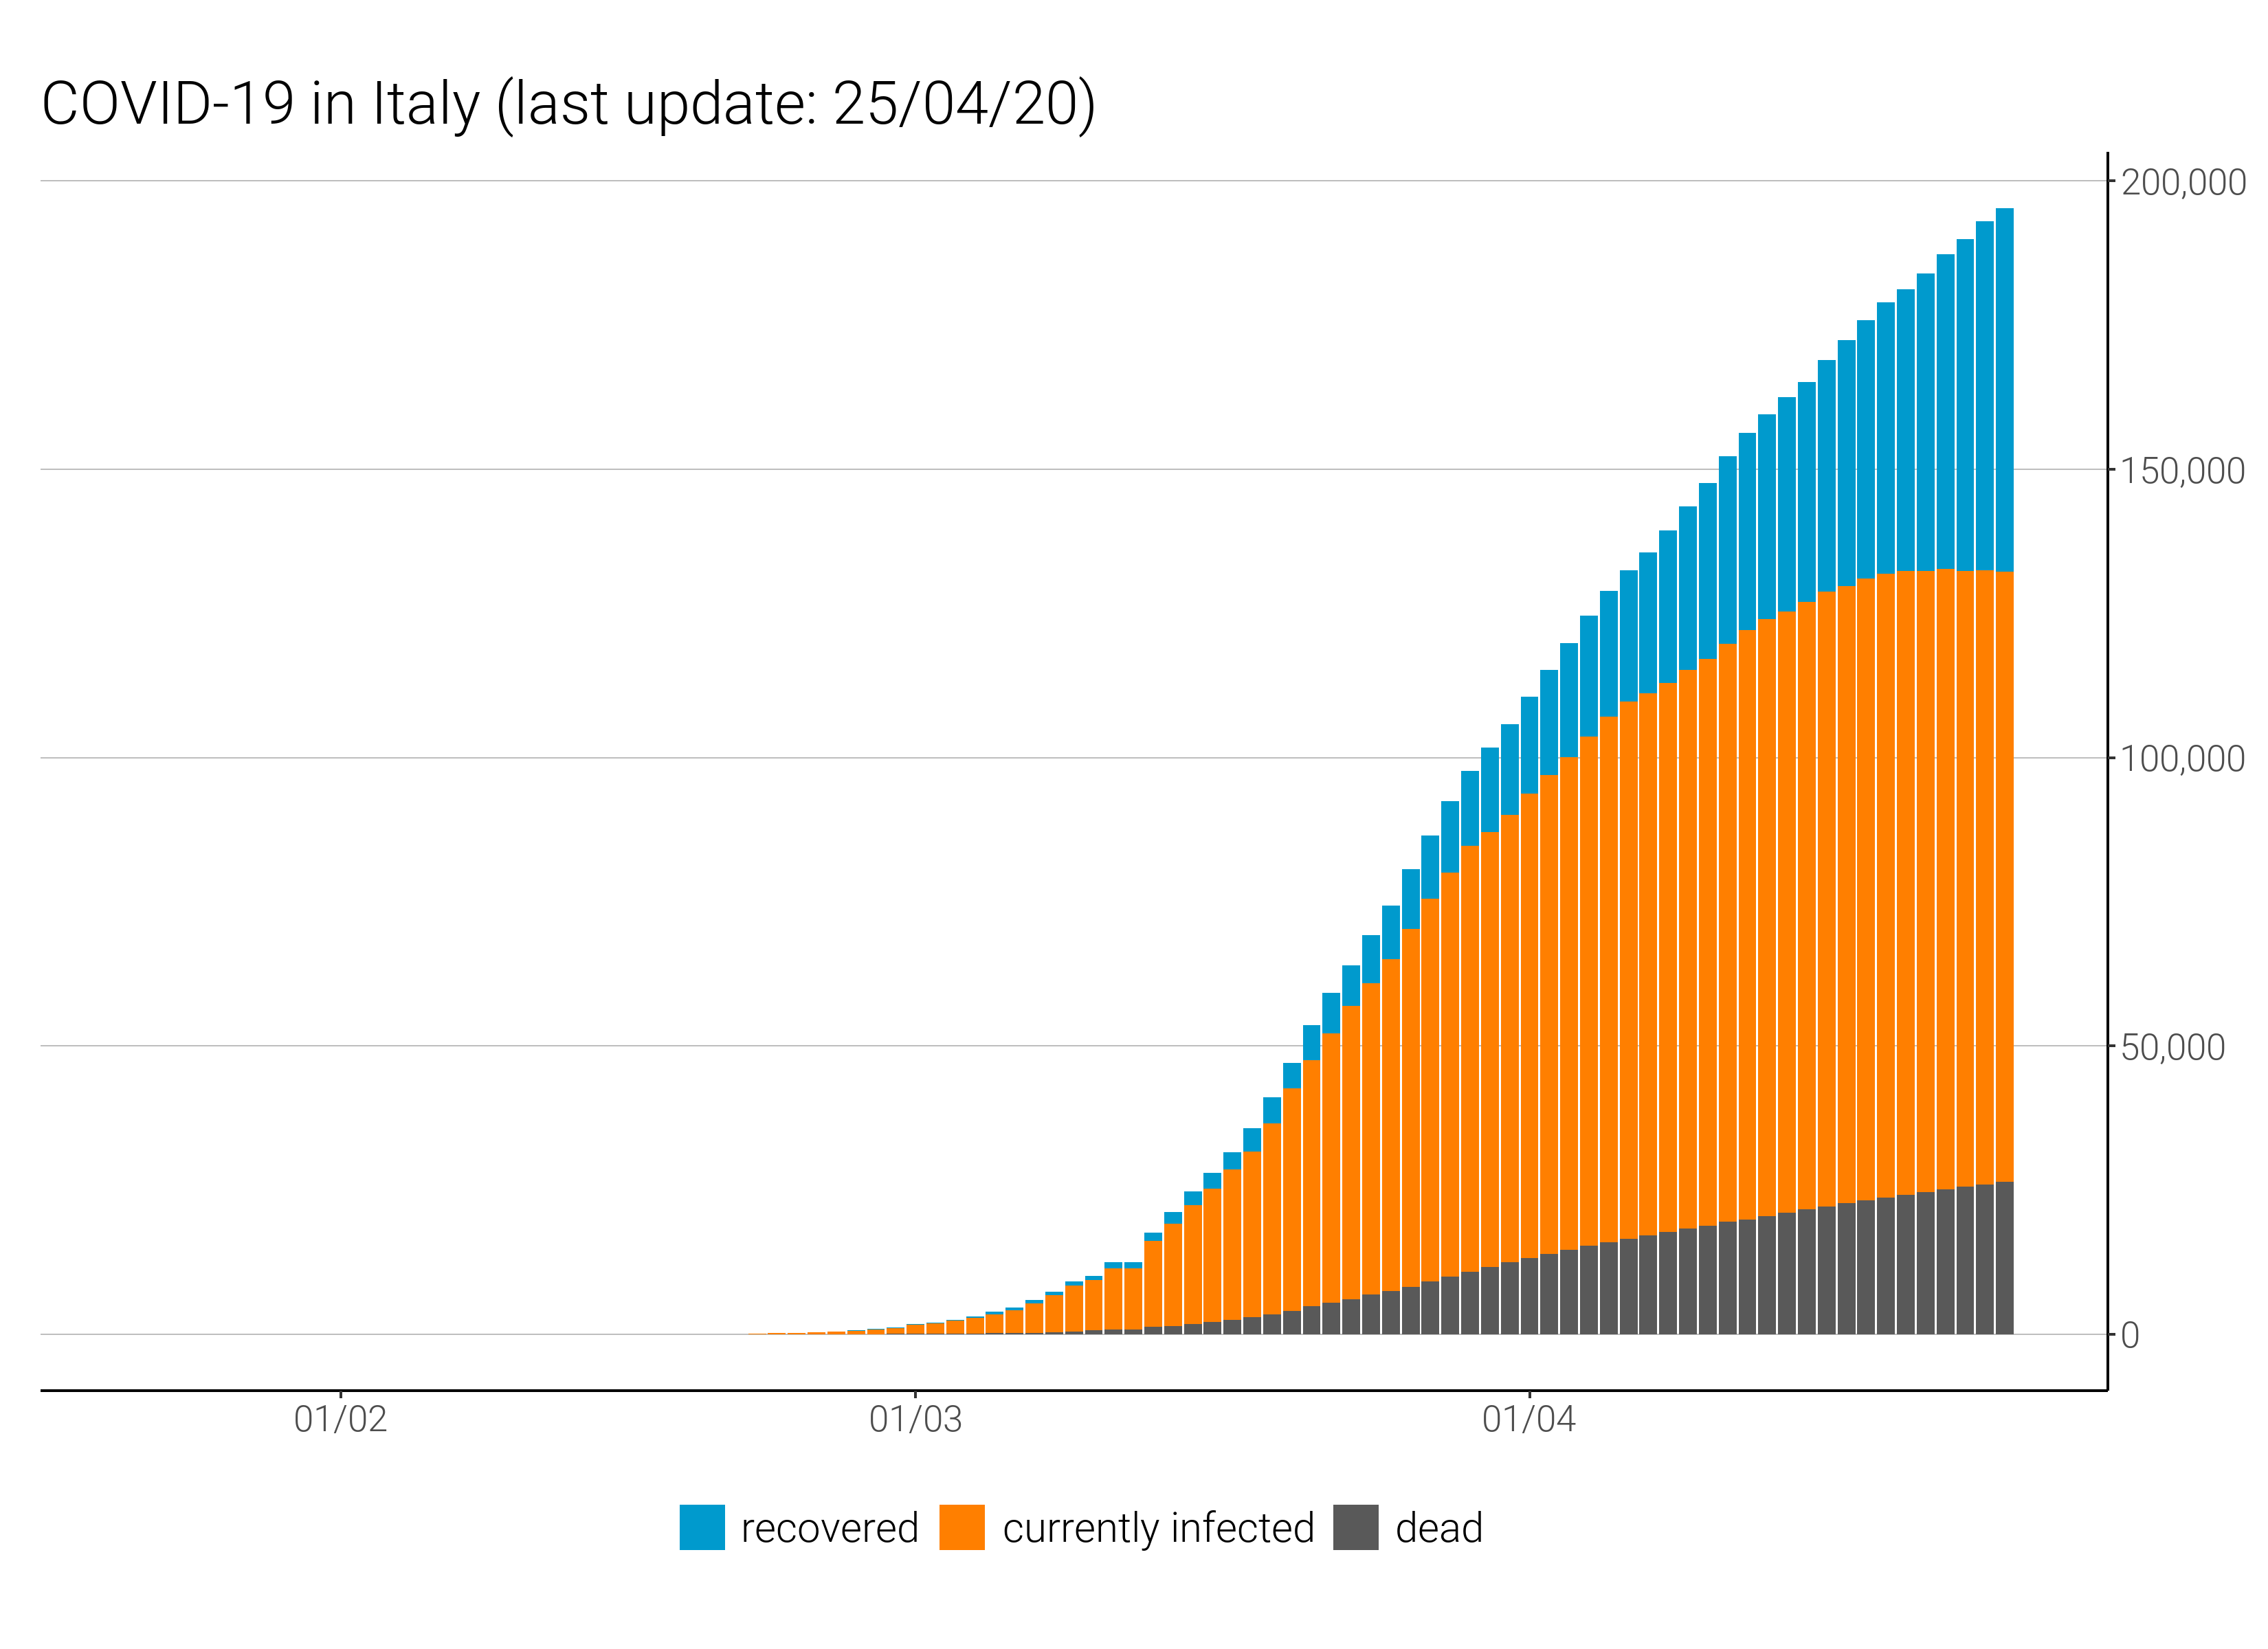 COVID-19 in Italy (last update: 25/04/20)
200,000
150,000
100,000
50,000
0
01/02 01/03 01/04
recovered currently infected dead